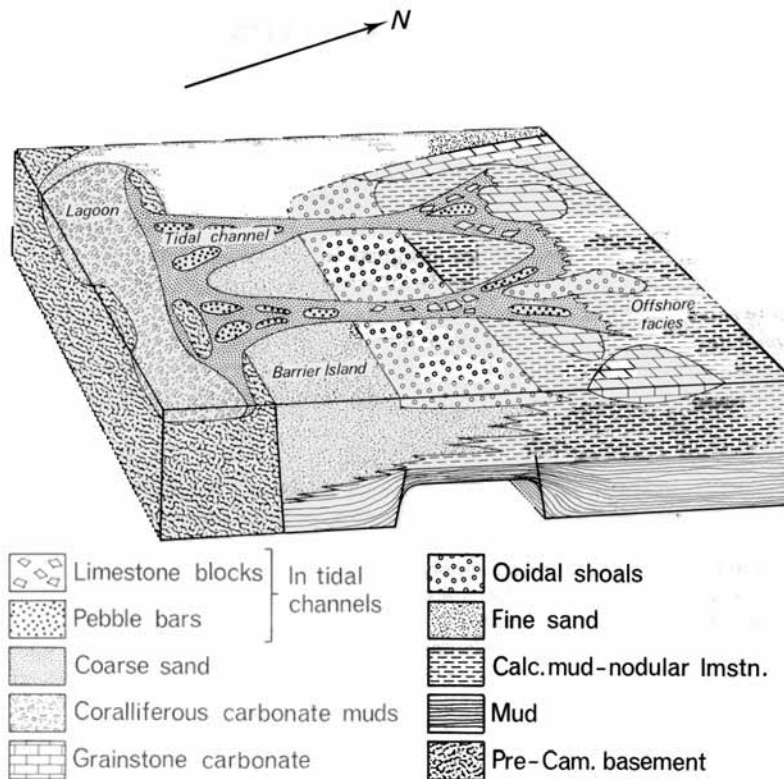 N
Lagoon
Tidal channel
Offshore
facies
Barrier Island
Limestone blocks
Pebble bars
In tidal
channels
Coarse sand
Coralliferous carbonate muds
Grainstone carbonate
Ooidal shoals
Fine sand
Calc. mud-nodular lmstn.
Mud
Pre-Cam. basement